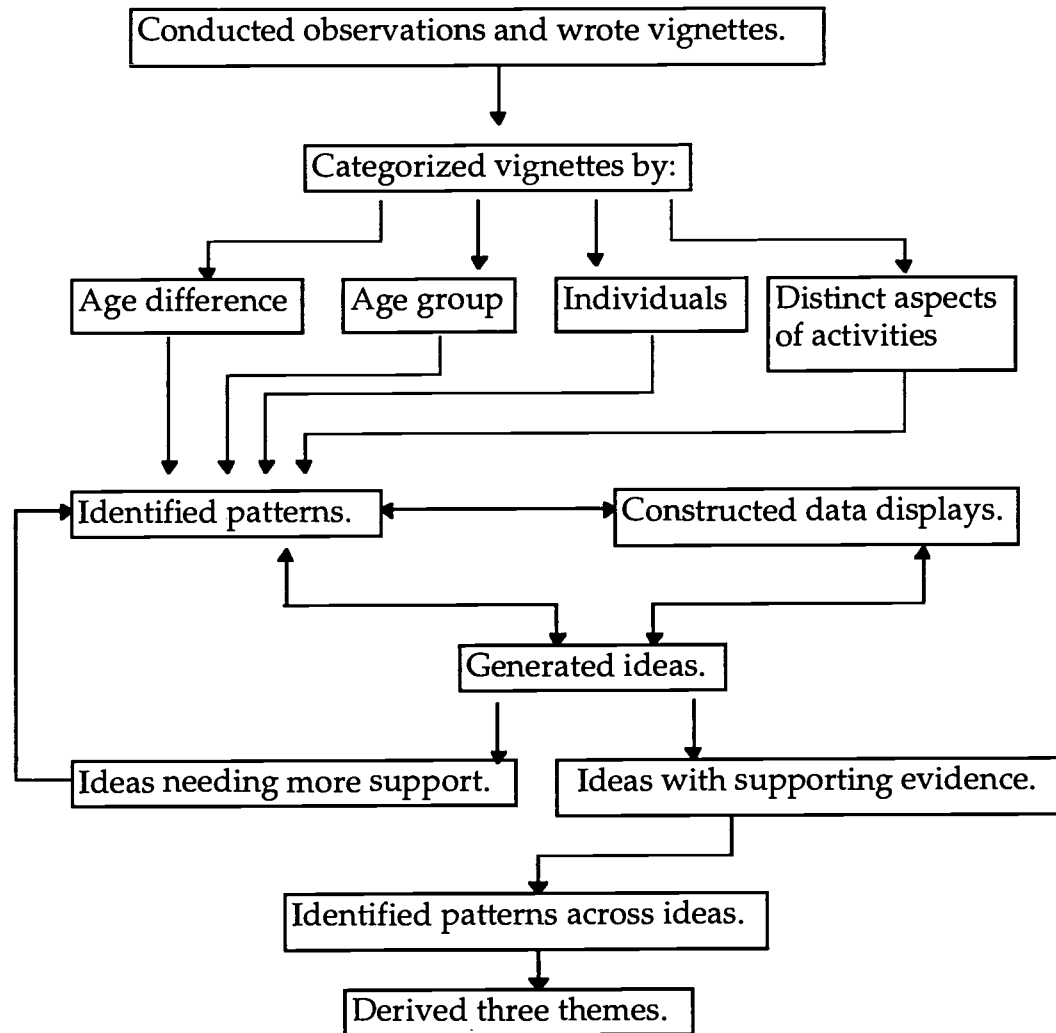 Conducted observations and wrote vignettes.
Categorized vignettes by:
Age difference
Age group
Individuals
Distinct aspects
of activities
Identified patterns.
Constructed data displays.
Generated ideas.
Ideas needing more support.
Ideas with supporting evidence.
Identified patterns across ideas.
Derived three themes.